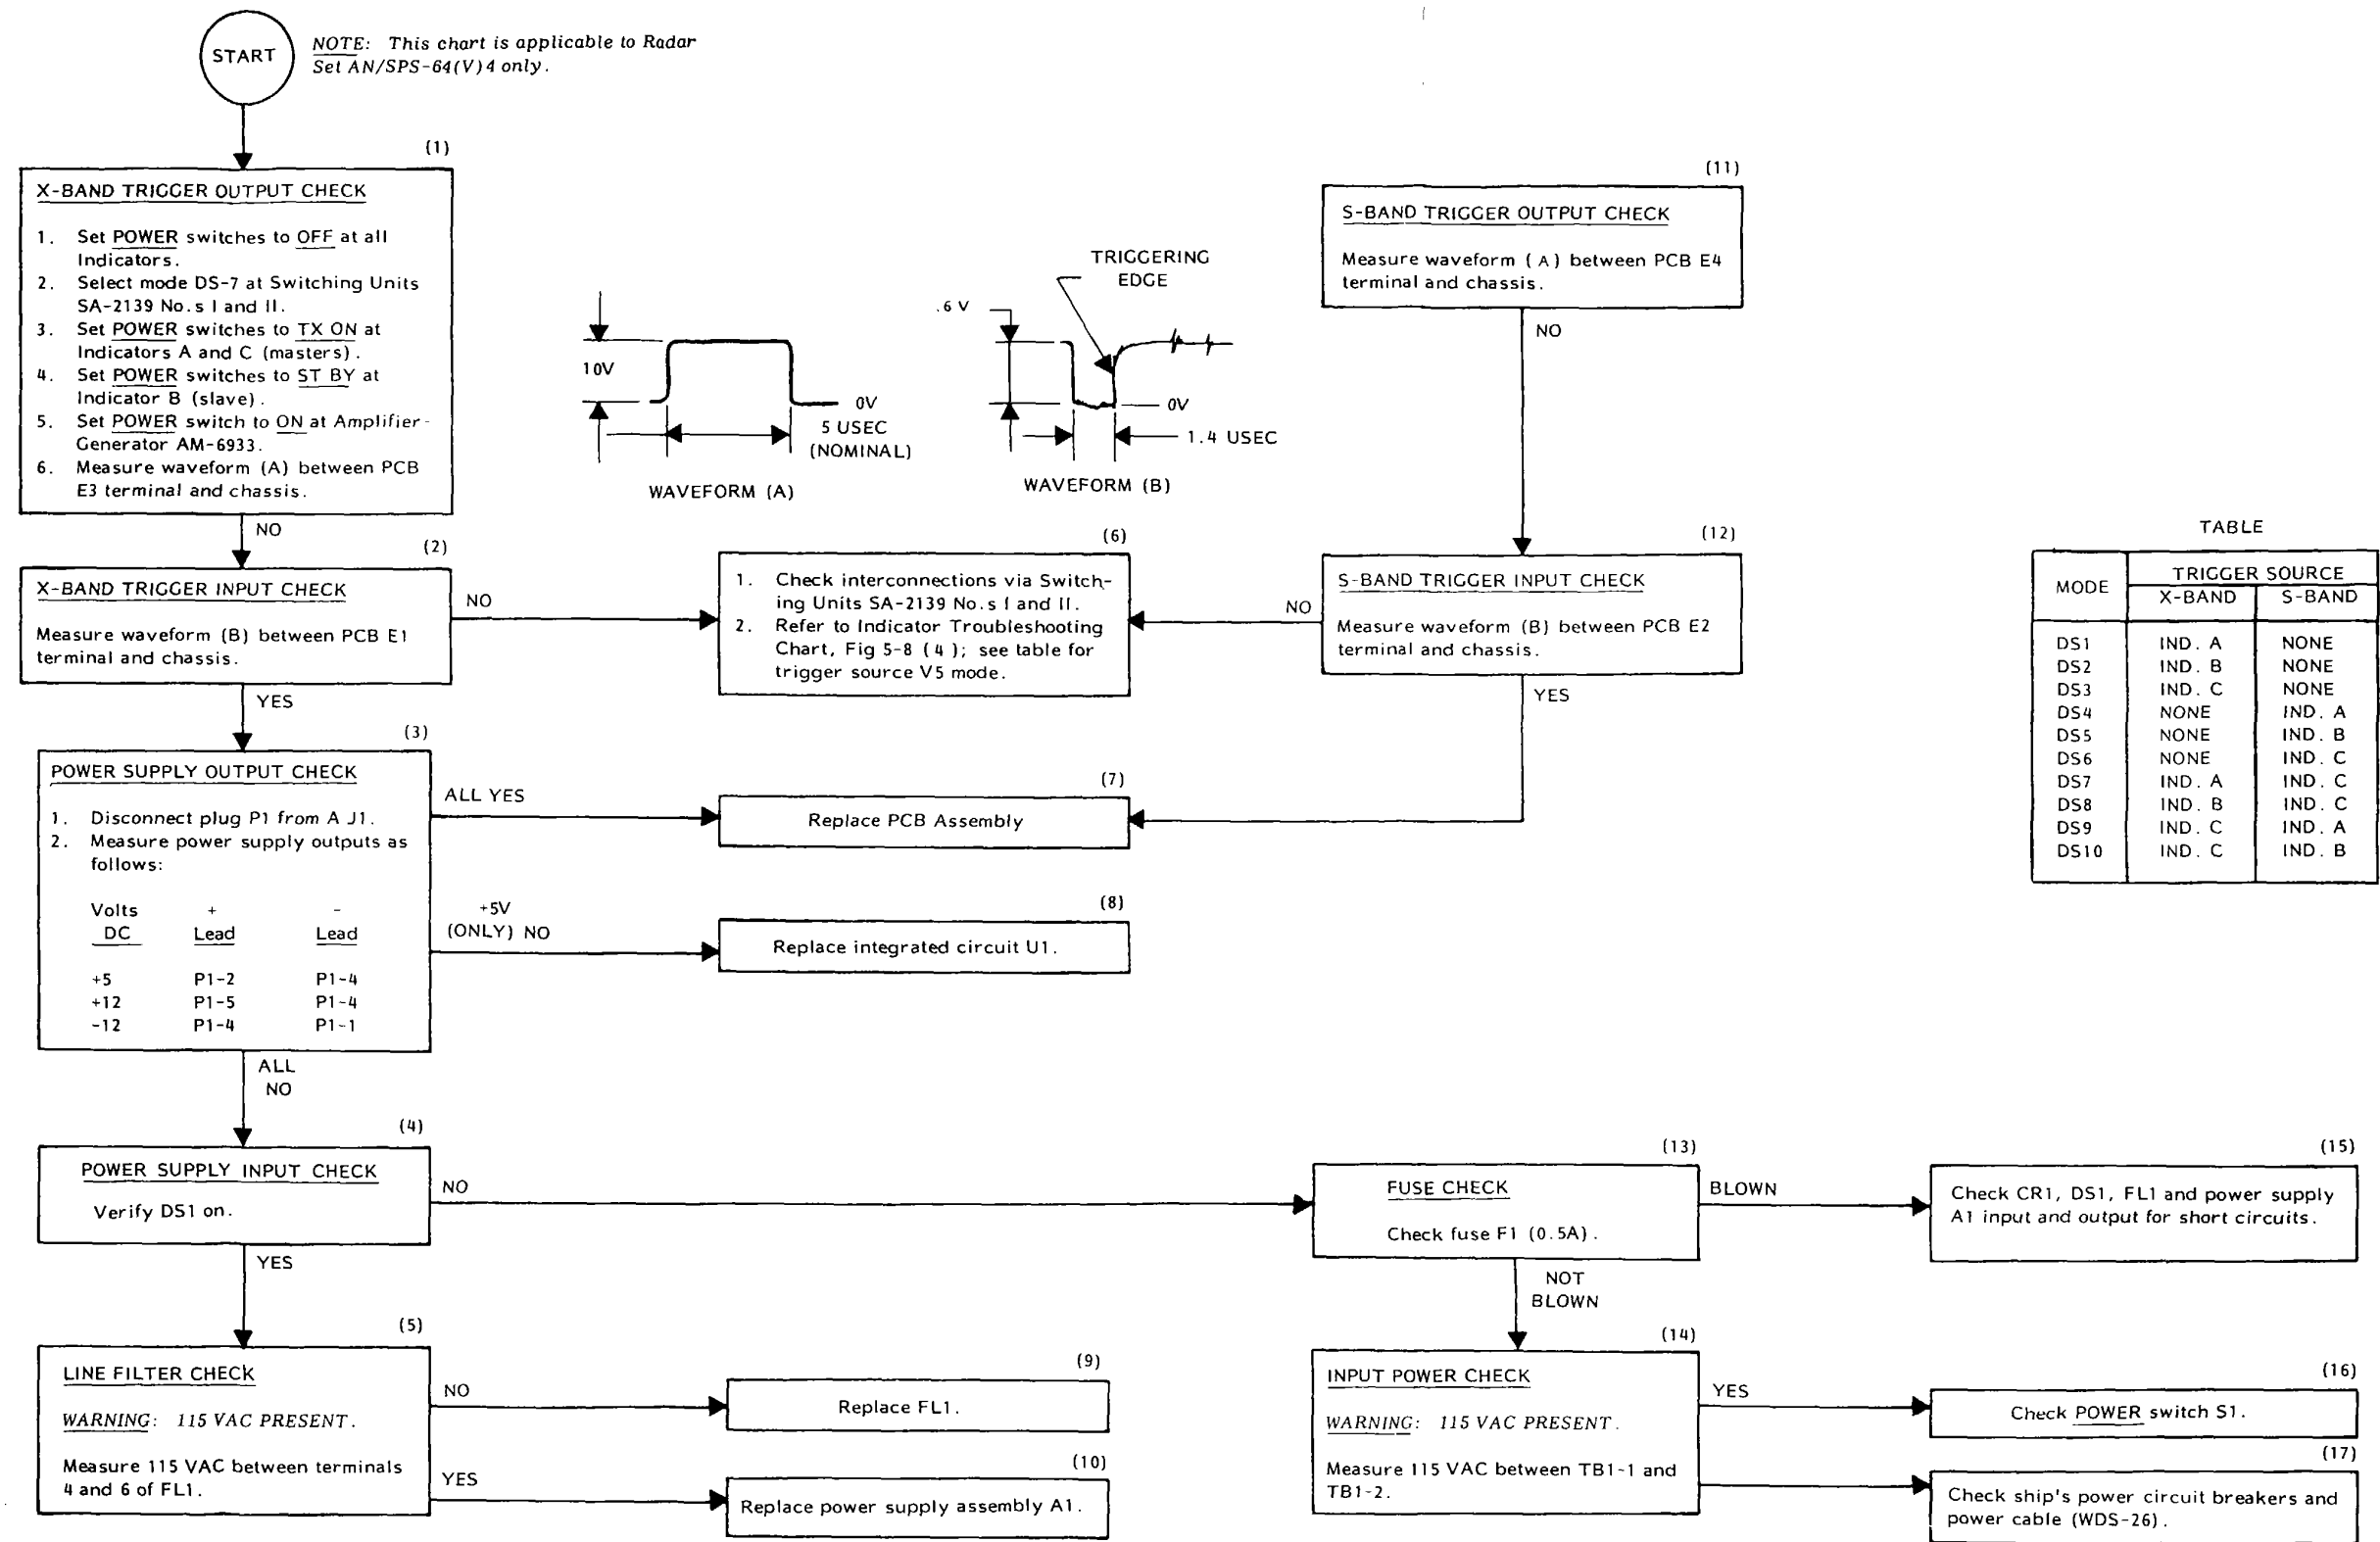 START
NOTE: This chart is applicable to Radar
Set AN/SPS-64(V)4 only.
(1)
X-BAND TRIGGER OUTPUT CHECK
1. Set POWER switches to OFF at all
Indicators.
2. Select mode DS-7 at Switching Units
SA-2139 No.s I and II.
3. Set POWER switches to TX ON at
Indicators A and C (masters).
4. Set POWER switches to ST BY at
Indicator B (slave).
5. Set POWER switch to ON at Amplifier-
Generator AM-6933.
6. Measure waveform (A) between PCB
E3 terminal and chassis.
NO
10V
0V
5 USEC
(NOMINAL)
WAVEFORM (A)
TRIGGERING
EDGE
.6 V
0V
1.4 USEC
WAVEFORM (B)
(11)
S-BAND TRIGGER OUTPUT CHECK
Measure waveform (A) between PCB E4
terminal and chassis.
NO
(2)
X-BAND TRIGGER INPUT CHECK
Measure waveform (B) between PCB E1
terminal and chassis.
NO
YES
(6)
1. Check interconnections via Switch-
ing Units SA-2139 No.s I and II.
2. Refer to Indicator Troubleshooting
Chart, Fig 5-8 (4); see table for
trigger source V5 mode.
(12)
S-BAND TRIGGER INPUT CHECK
Measure waveform (B) between PCB E2
terminal and chassis.
NO
YES
TABLE
MODE TRIGGER SOURCE
X-BAND S-BAND
DS1 IND. A NONE
DS2 IND. B NONE
DS3 IND. C NONE
DS4 NONE IND. A
DS5 NONE IND. B
DS6 NONE IND. C
DS7 IND. A IND. C
DS8 IND. B IND. C
DS9 IND. C IND. A
DS10 IND. C IND. B
(3)
POWER SUPPLY OUTPUT CHECK
1. Disconnect plug P1 from A J1.
2. Measure power supply outputs as
follows:
Volts + -
DC Lead Lead
+5 P1-2 P1-4
+12 P1-5 P1-4
-12 P1-4 P1-1
ALL YES
(7)
Replace PCB Assembly
+5V
(ONLY) NO
(8)
Replace integrated circuit U1.
ALL
NO
(4)
POWER SUPPLY INPUT CHECK
Verify DS1 on.
NO
YES
(13)
FUSE CHECK
Check fuse F1 (0.5A).
BLOWN
NOT
BLOWN
(15)
Check CR1, DS1, FL1 and power supply
A1 input and output for short circuits.
(5)
LINE FILTER CHECK
WARNING: 115 VAC PRESENT.
Measure 115 VAC between terminals
4 and 6 of FL1.
NO
(9)
Replace FL1.
YES
(10)
Replace power supply assembly A1.
(14)
INPUT POWER CHECK
WARNING: 115 VAC PRESENT.
Measure 115 VAC between TB1-1 and
TB1-2.
YES
(16)
Check POWER switch S1.
(17)
Check ship's power circuit breakers and
power cable (WDS-26).